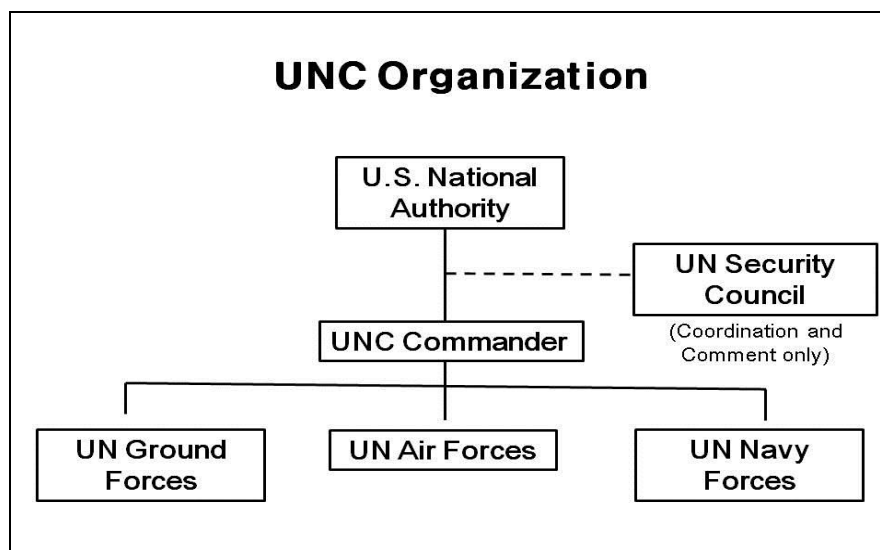 UNC Organization
U.S. National
Authority
UN Security
Council
(Coordination and
Comment only)
UNC Commander
UN Ground
Forces
UN Air Forces
UN Navy
Forces